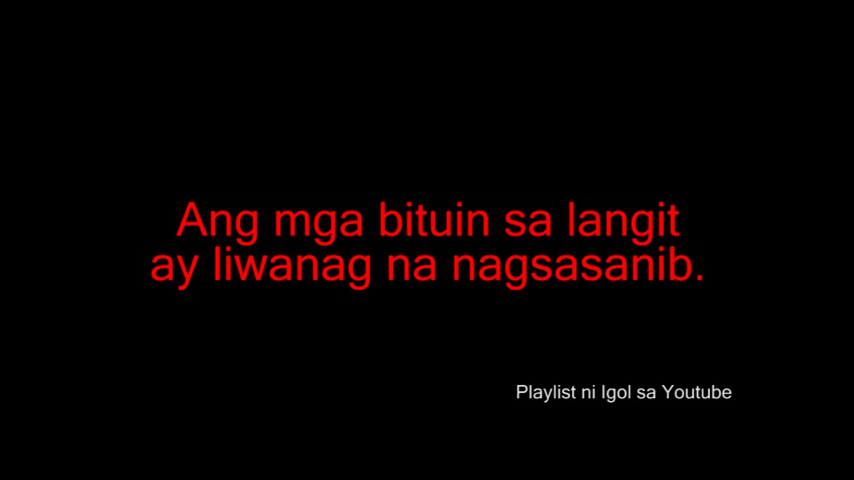 Ang mga bituin sa langit
ay liwanag na nagsasanib.
Playlist ni Igol sa Youtube